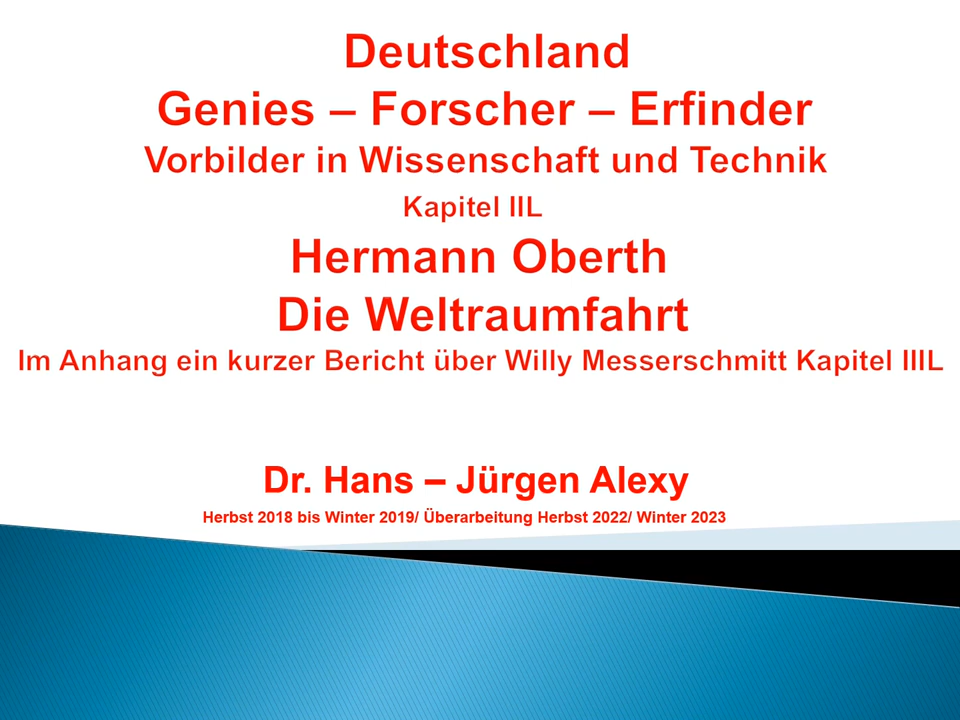 Deutschland
Genies – Forscher – Erfinder
Vorbilder in Wissenschaft und Technik
Kapitel IIL
Hermann Oberth
Die Weltraumfahrt
Im Anhang ein kurzer Bericht über Willy Messerschmitt Kapitel IIIL
Dr. Hans – Jürgen Alexy
Herbst 2018 bis Winter 2019/ Überarbeitung Herbst 2022/ Winter 2023